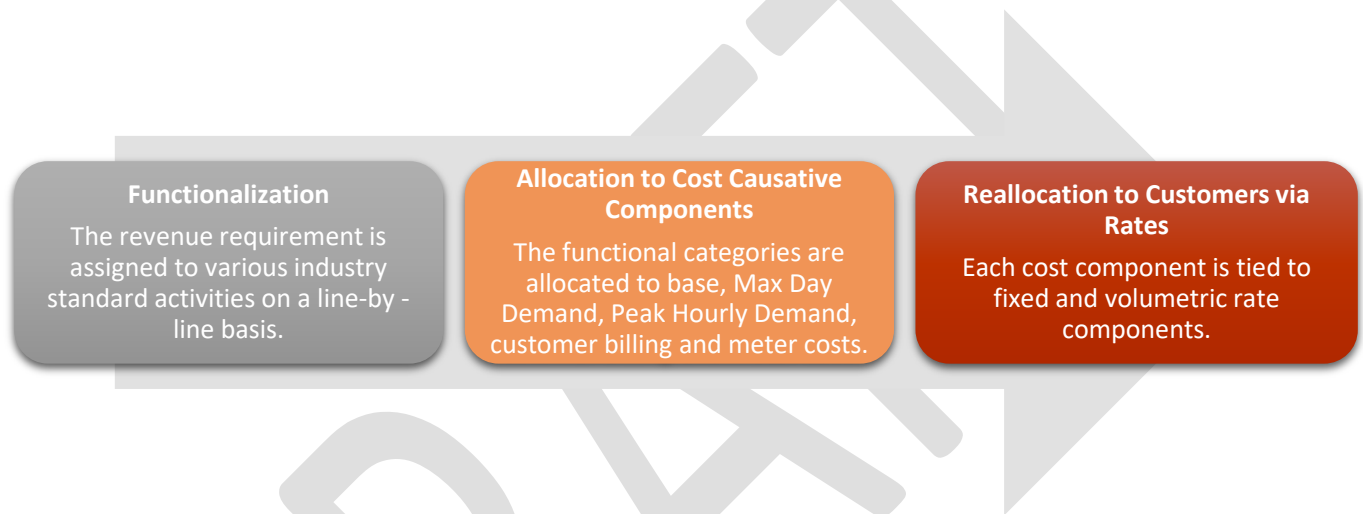 Functionalization
The revenue requirement is
assigned to various industry
standard activities on a line-by -
line basis.
Allocation to Cost Causative
Components
The functional categories are
allocated to base, Max Day
Demand, Peak Hourly Demand,
customer billing and meter costs.
Reallocation to Customers via
Rates
Each cost component is tied to
fixed and volumetric rate
components.